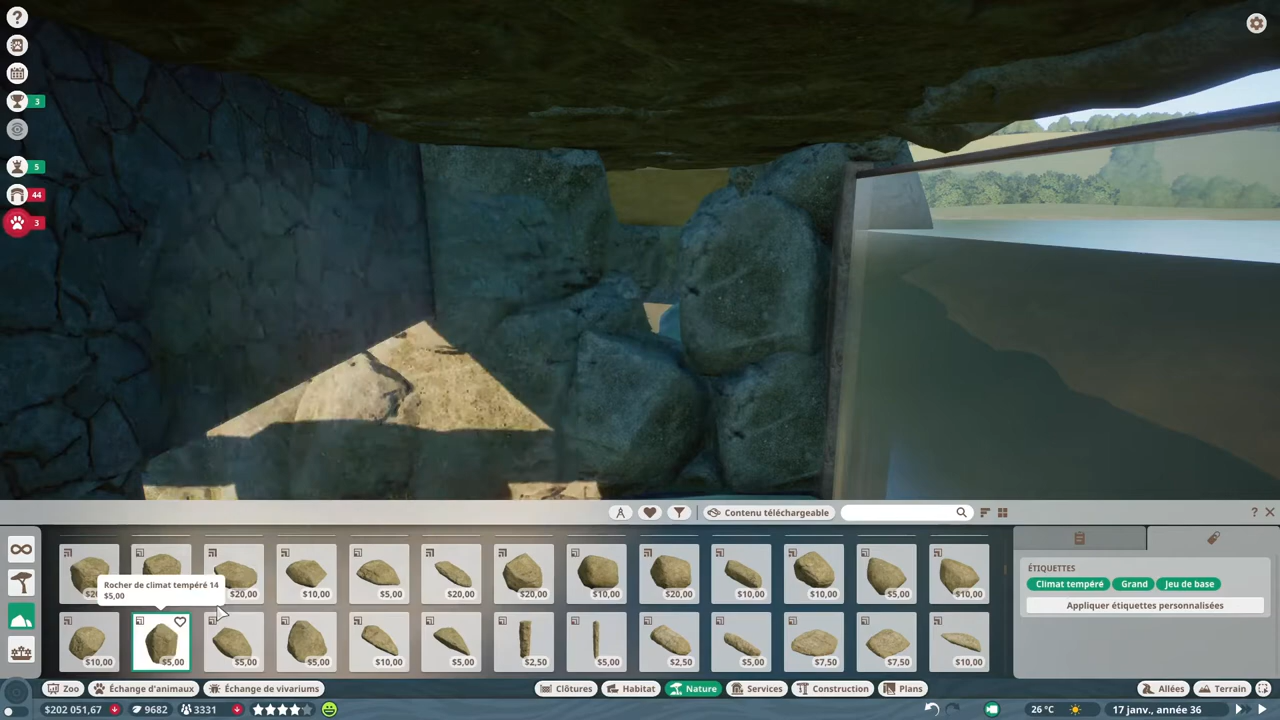 3
5
44
3
Contenu téléchargeable
?
Rocher de climat tempéré 14
$5,00
$20,00
$10,00
$5,00
$20,00
$20,00
$10,00
$20,00
$10,00
$10,00
$5,00
$10,00
$5,00
$5,00
$5,00
$10,00
$5,00
$2,50
$5,00
$2,50
$5,00
$7,50
$7,50
$10,00
ÉTIQUETTES
Climat tempéré
Grand
Jeu de base
Appliquer étiquettes personnalisées
Zoo
Échange d'animaux
Échange de vivariums
Clôtures
Habitat
Nature
Services
Construction
Plans
Allées
Terrain
$202 051,67
9682
3331
26 °C
17 janv., année 36